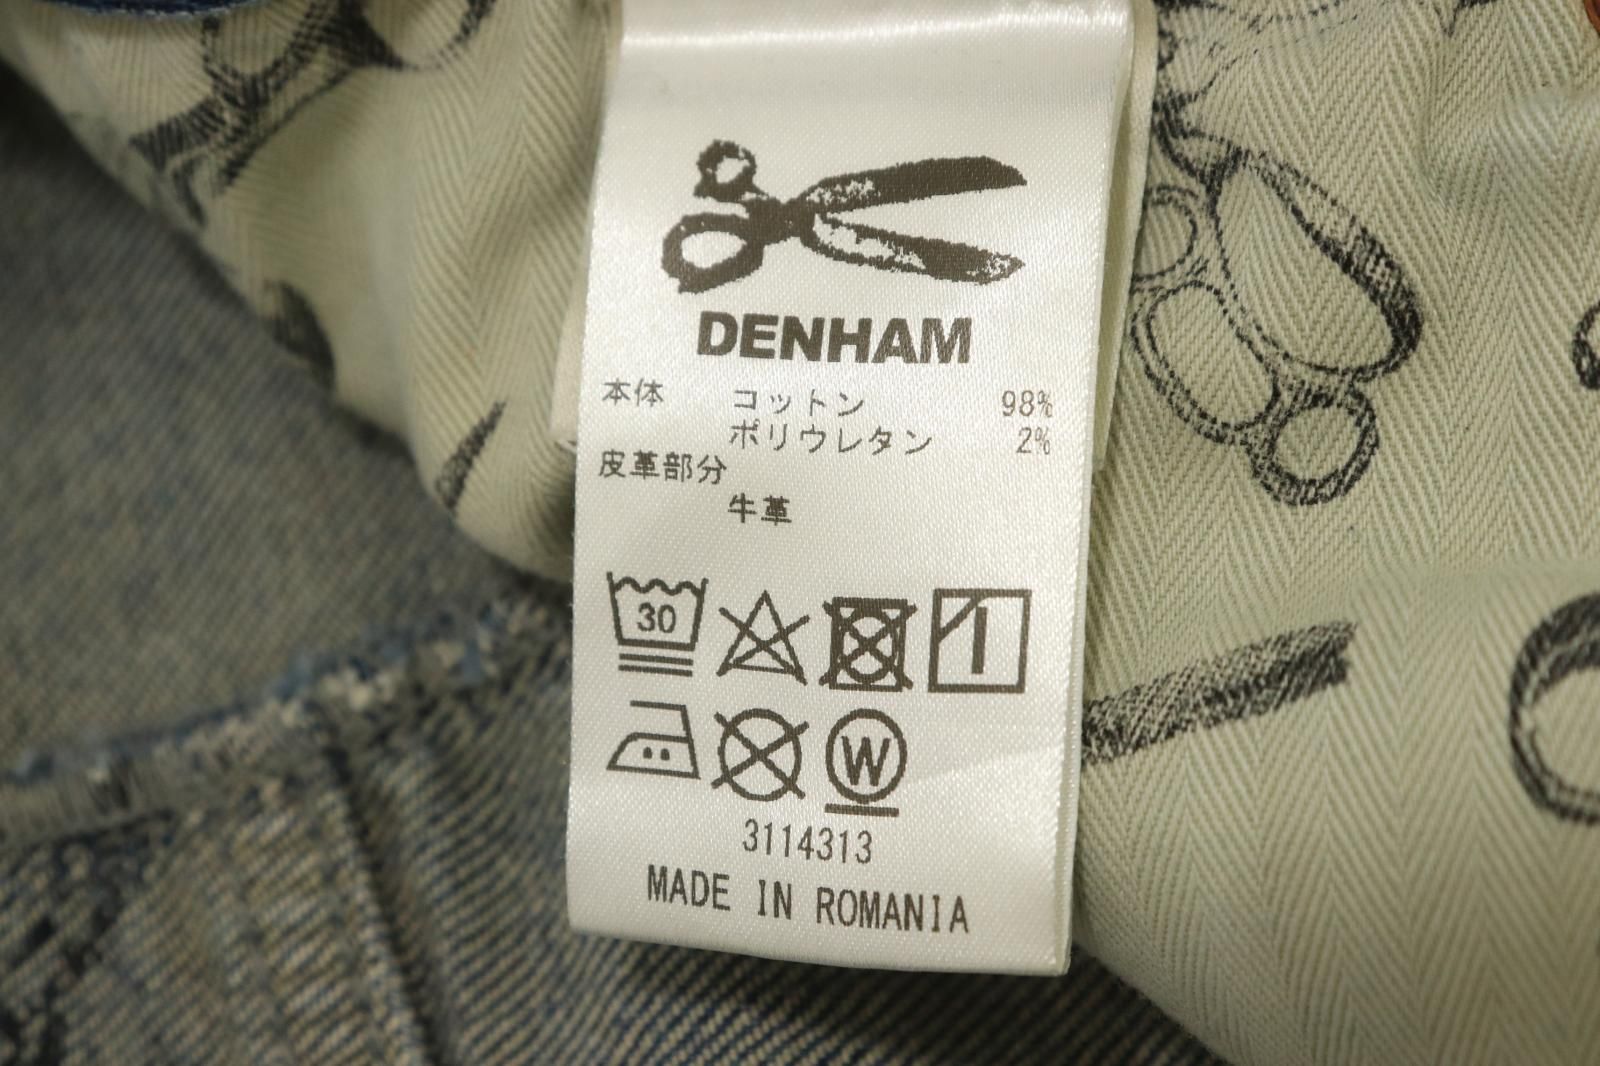 DENHAM
本体 コットン 98%
ポリウレタン 2%
皮革部分
牛革
30
W
3114313
MADE IN ROMANIA